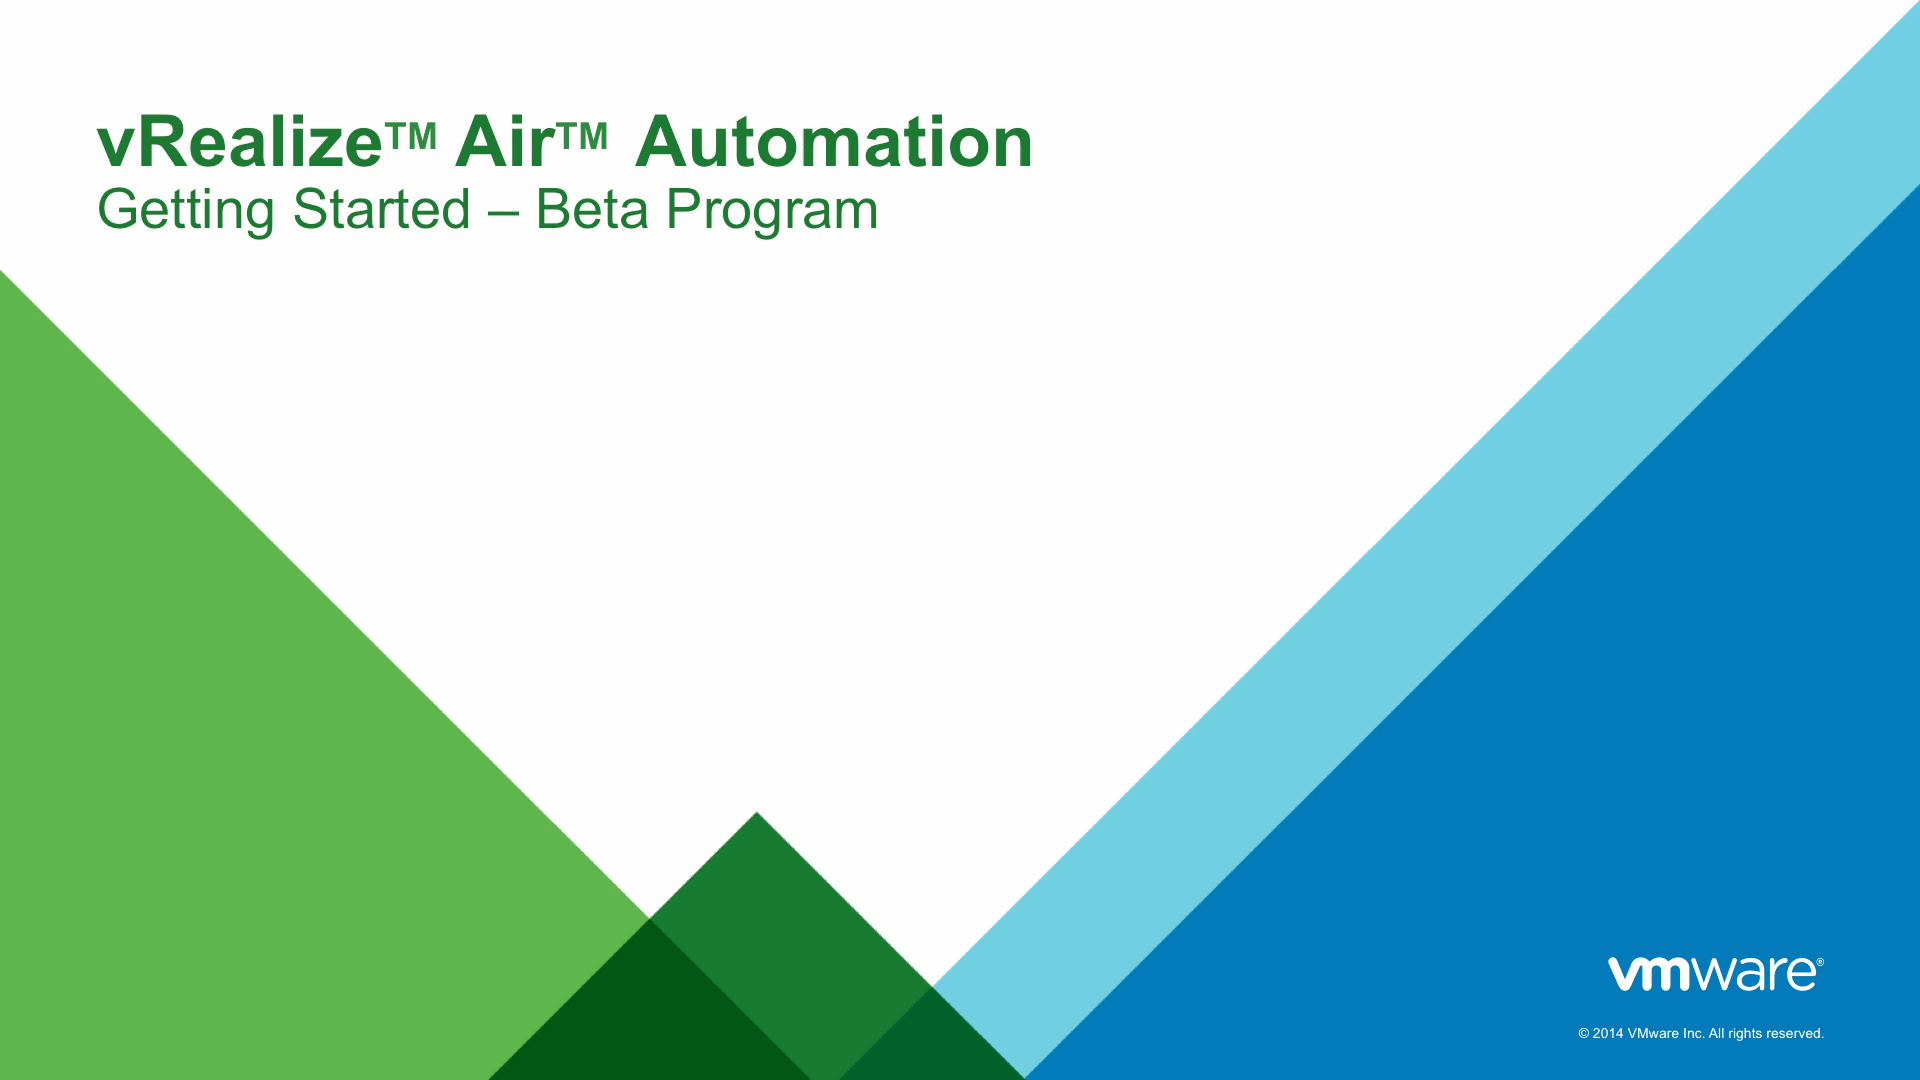 vRealize™ Air™ Automation
Getting Started – Beta Program
vmware®
© 2014 VMware Inc. All rights reserved.